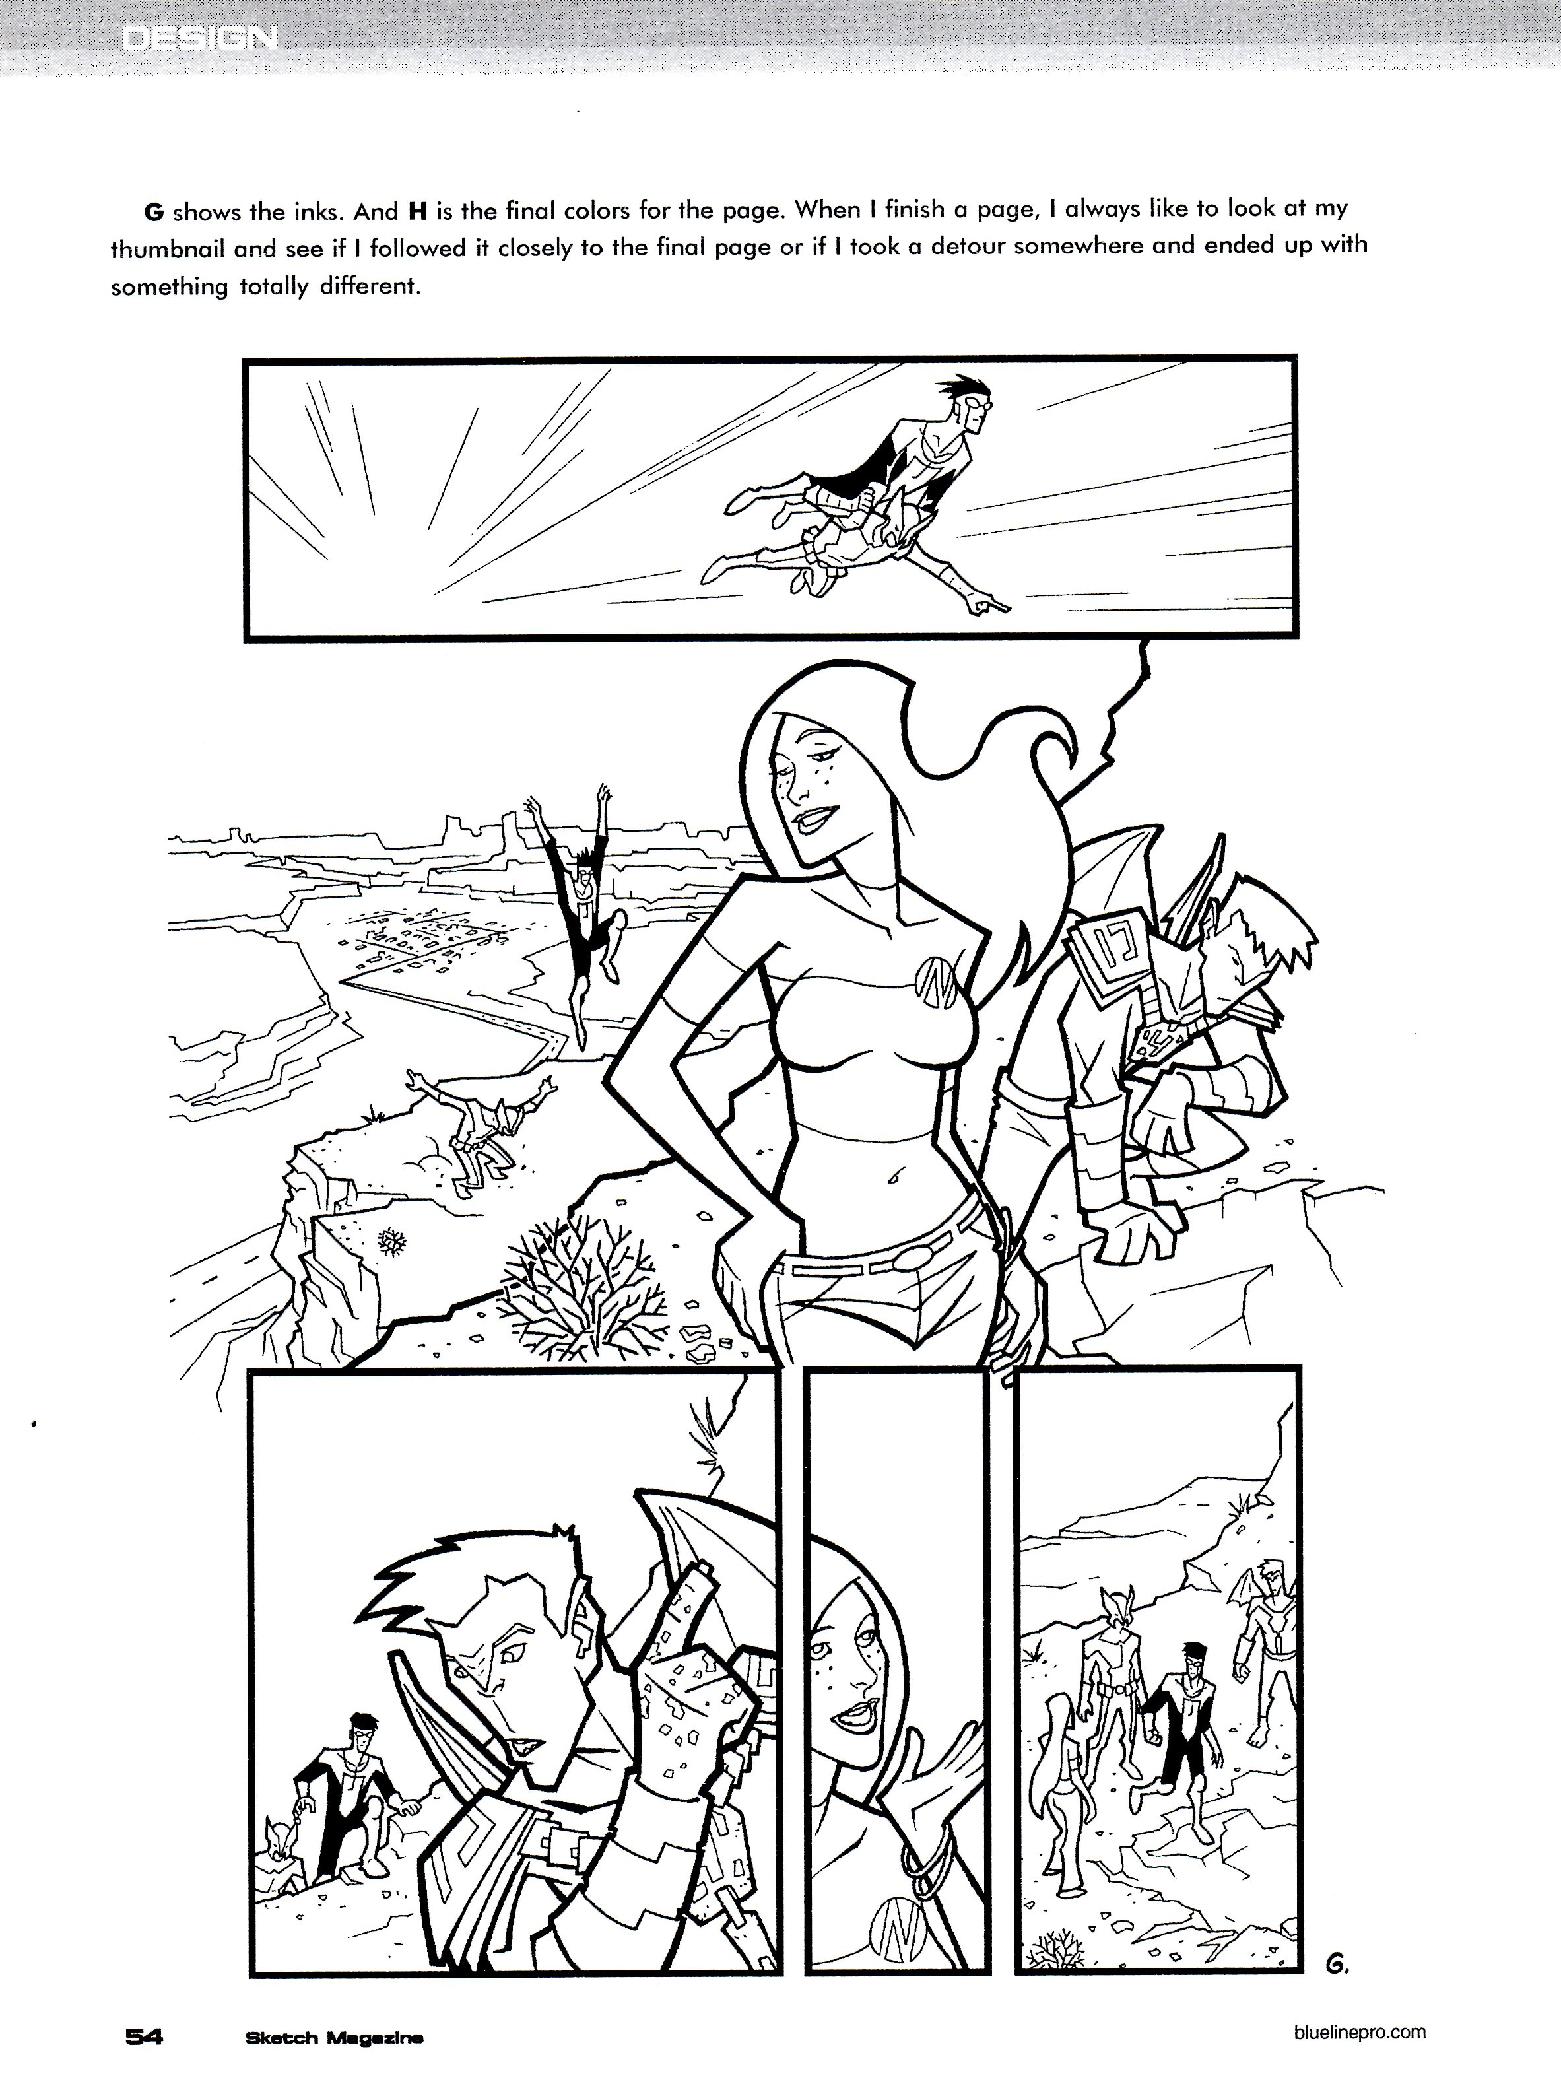 DESIGN
G shows the inks. And H is the final colors for the page. When I finish a page, I always like to look at my
thumbnail and see if I followed it closely to the final page or if I took a detour somewhere and ended up with
something totally different.
N
N
G.
54 Sketch Magazine bluelinepro.com